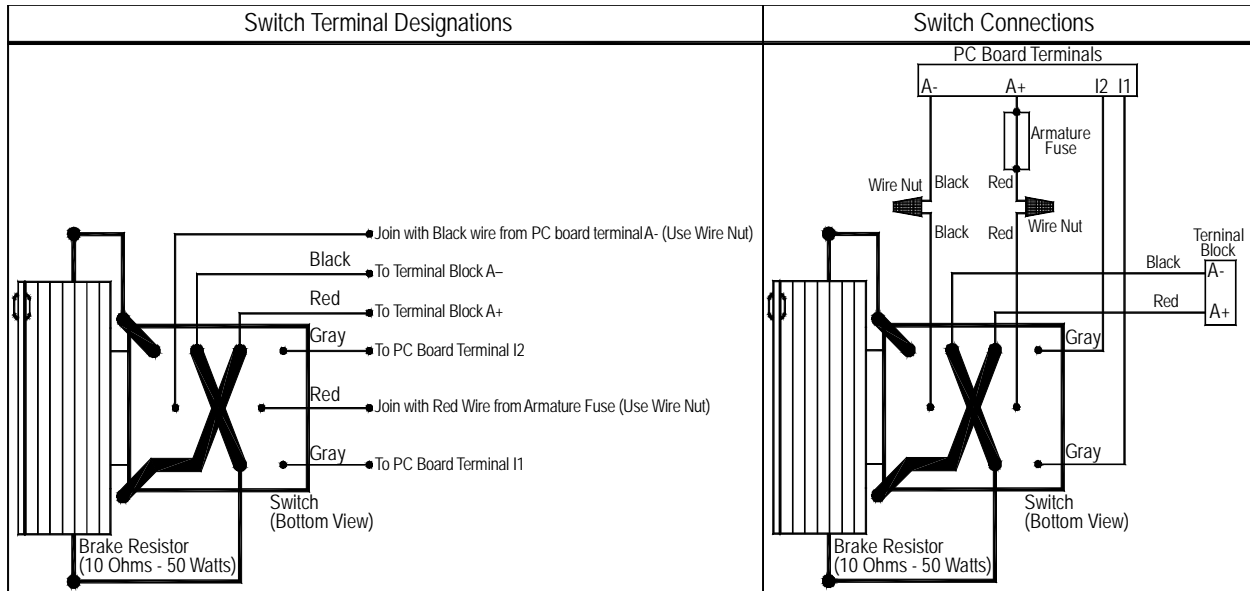 Switch Terminal Designations
Join with Black wire from PC board terminal A- (Use Wire Nut)
Black
To Terminal Block A–
Red
To Terminal Block A+
Gray
To PC Board Terminal I2
Red
Join with Red Wire from Armature Fuse (Use Wire Nut)
Gray
To PC Board Terminal I1
Switch
(Bottom View)
Brake Resistor
(10 Ohms - 50 Watts)
Switch Connections
PC Board Terminals
A- A+ I2 I1
Armature
Fuse
Wire Nut
Black
Red
Black
Red
Wire Nut
Terninal
Block
Black
A-
Red
A+
Gray
Gray
Switch
(Bottom View)
Brake Resistor
(10 Ohms - 50 Watts)